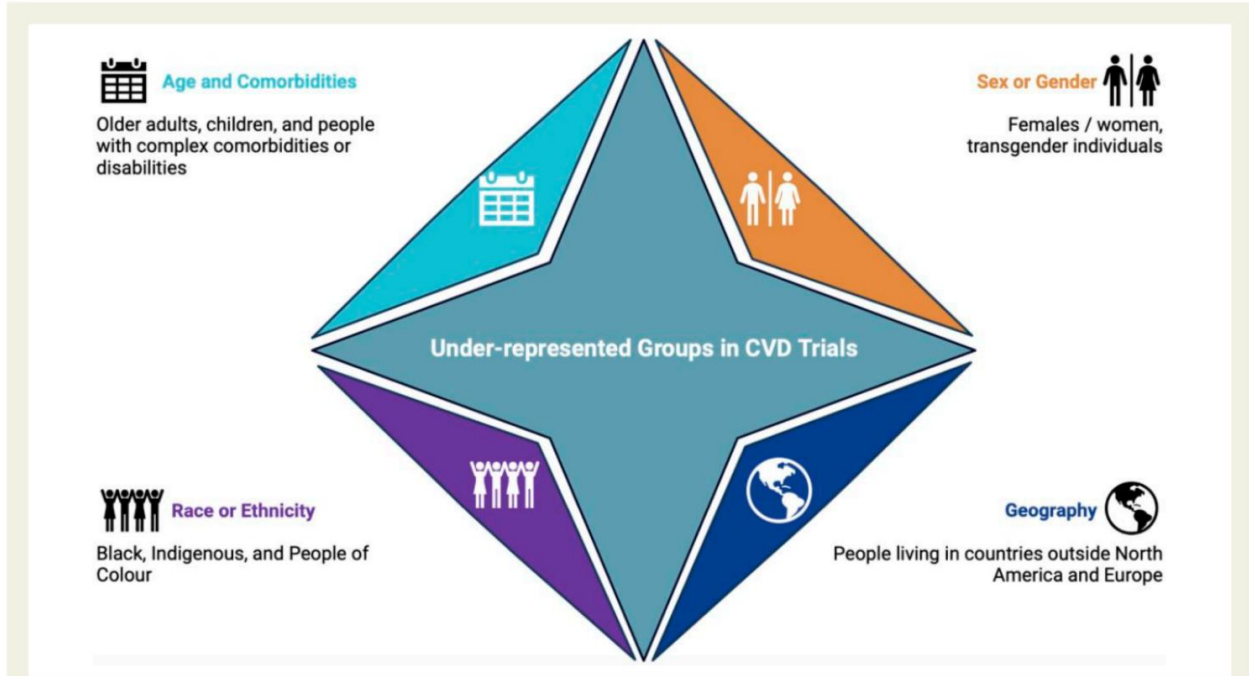 Age and Comorbidities
Older adults, children, and people
with complex comorbidities or
disabilities
Sex or Gender
Females / women,
transgender individuals
Under-represented Groups in CVD Trials
Race or Ethnicity
Black, Indigenous, and People of
Colour
Geography
People living in countries outside North
America and Europe